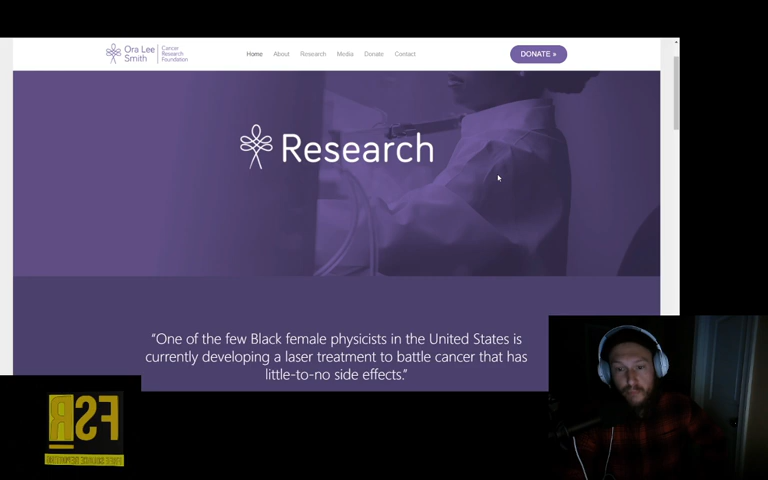 Ora Lee
Smith
Cancer
Research
Foundation
Home About Research Media Donate Contact
DONATE »
Research
“One of the few Black female physicists in the United States is
currently developing a laser treatment to battle cancer that has
little-to-no side effects.”
FSR